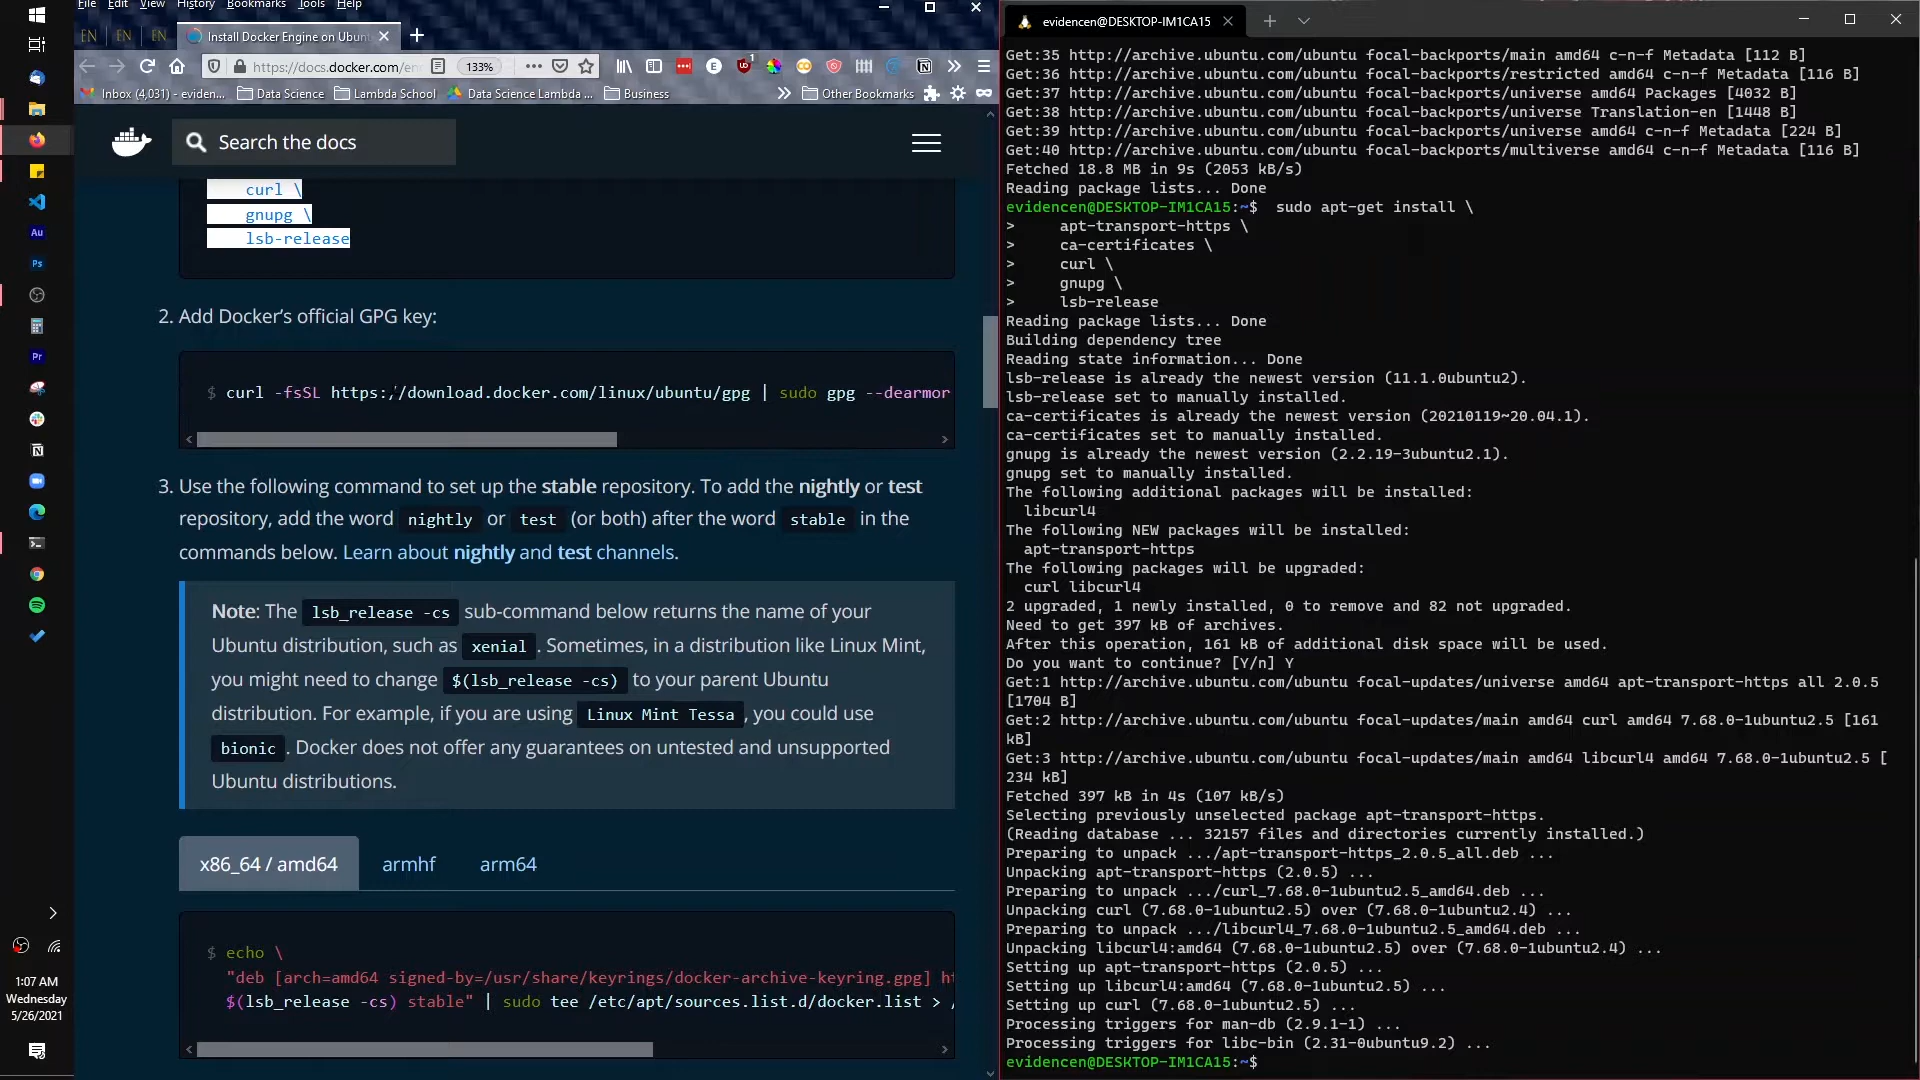 File Edit View History Bookmarks Tools Help
EN EN EN Install Docker Engine on Ubun
https://docs.docker.com/en 133%
Inbox (4,031) - eviden... Data Science Lambda School Data Science Lambda ... Business Other Bookmarks
Search the docs
curl \
gnupg \
lsb-release
2. Add Docker’s official GPG key:
$ curl -fsSL https://download.docker.com/linux/ubuntu/gpg | sudo gpg --dearmor
3. Use the following command to set up the stable repository. To add the nightly or test
repository, add the word nightly or test (or both) after the word stable in the
commands below. Learn about nightly and test channels.
Note: The lsb_release -cs sub-command below returns the name of your
Ubuntu distribution, such as xenial. Sometimes, in a distribution like Linux Mint,
you might need to change $(lsb_release -cs) to your parent Ubuntu
distribution. For example, if you are using Linux Mint Tessa, you could use
bionic. Docker does not offer any guarantees on untested and unsupported
Ubuntu distributions.
x86_64 / amd64 armhf arm64
$ echo \
"deb [arch=amd64 signed-by=/usr/share/keyrings/docker-archive-keyring.gpg] ht
$(lsb_release -cs) stable" | sudo tee /etc/apt/sources.list.d/docker.list > /
Au
Ps
Pr
1:07 AM
Wednesday
5/26/2021
evidencen@DESKTOP-IM1CA15
Get:35 http://archive.ubuntu.com/ubuntu focal-backports/main amd64 c-n-f Metadata [112 B]
Get:36 http://archive.ubuntu.com/ubuntu focal-backports/restricted amd64 c-n-f Metadata [116 B]
Get:37 http://archive.ubuntu.com/ubuntu focal-backports/universe amd64 Packages [4032 B]
Get:38 http://archive.ubuntu.com/ubuntu focal-backports/universe Translation-en [1448 B]
Get:39 http://archive.ubuntu.com/ubuntu focal-backports/universe amd64 c-n-f Metadata [224 B]
Get:40 http://archive.ubuntu.com/ubuntu focal-backports/multiverse amd64 c-n-f Metadata [116 B]
Fetched 18.8 MB in 9s (2053 kB/s)
Reading package lists... Done
evidencen@DESKTOP-IM1CA15:~$ sudo apt-get install \
> apt-transport-https \
> ca-certificates \
> curl \
> gnupg \
> lsb-release
Reading package lists... Done
Building dependency tree
Reading state information... Done
lsb-release is already the newest version (11.1.0ubuntu2).
lsb-release set to manually installed.
ca-certificates is already the newest version (20210119~20.04.1).
ca-certificates set to manually installed.
gnupg is already the newest version (2.2.19-3ubuntu2.1).
gnupg set to manually installed.
The following additional packages will be installed:
libcurl4
The following NEW packages will be installed:
apt-transport-https
The following packages will be upgraded:
curl libcurl4
2 upgraded, 1 newly installed, 0 to remove and 82 not upgraded.
Need to get 397 kB of archives.
After this operation, 161 kB of additional disk space will be used.
Do you want to continue? [Y/n] Y
Get:1 http://archive.ubuntu.com/ubuntu focal-updates/universe amd64 apt-transport-https all 2.0.5
[1704 B]
Get:2 http://archive.ubuntu.com/ubuntu focal-updates/main amd64 curl amd64 7.68.0-1ubuntu2.5 [161
kB]
Get:3 http://archive.ubuntu.com/ubuntu focal-updates/main amd64 libcurl4 amd64 7.68.0-1ubuntu2.5 [
234 kB]
Fetched 397 kB in 4s (107 kB/s)
Selecting previously unselected package apt-transport-https.
(Reading database ... 32157 files and directories currently installed.)
Preparing to unpack .../apt-transport-https_2.0.5_all.deb ...
Unpacking apt-transport-https (2.0.5) ...
Preparing to unpack .../curl_7.68.0-1ubuntu2.5_amd64.deb ...
Unpacking curl (7.68.0-1ubuntu2.5) over (7.68.0-1ubuntu2.4) ...
Preparing to unpack .../libcurl4_7.68.0-1ubuntu2.5_amd64.deb ...
Unpacking libcurl4:amd64 (7.68.0-1ubuntu2.5) over (7.68.0-1ubuntu2.4) ...
Setting up apt-transport-https (2.0.5) ...
Setting up libcurl4:amd64 (7.68.0-1ubuntu2.5) ...
Setting up curl (7.68.0-1ubuntu2.5) ...
Processing triggers for man-db (2.9.1-1) ...
Processing triggers for libc-bin (2.31-0ubuntu9.2) ...
evidencen@DESKTOP-IM1CA15:~$